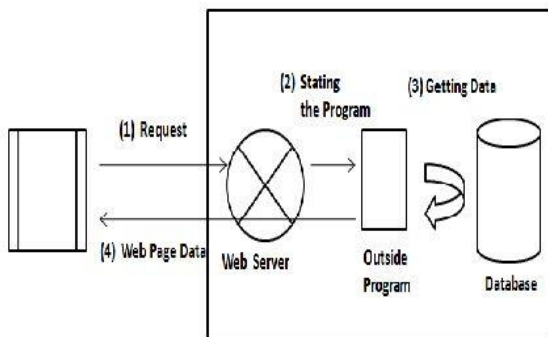 (2) Stating
the Program
(3) Getting Data
(1) Request
(4) Web Page Data
Web Server
Outside
Program
Database